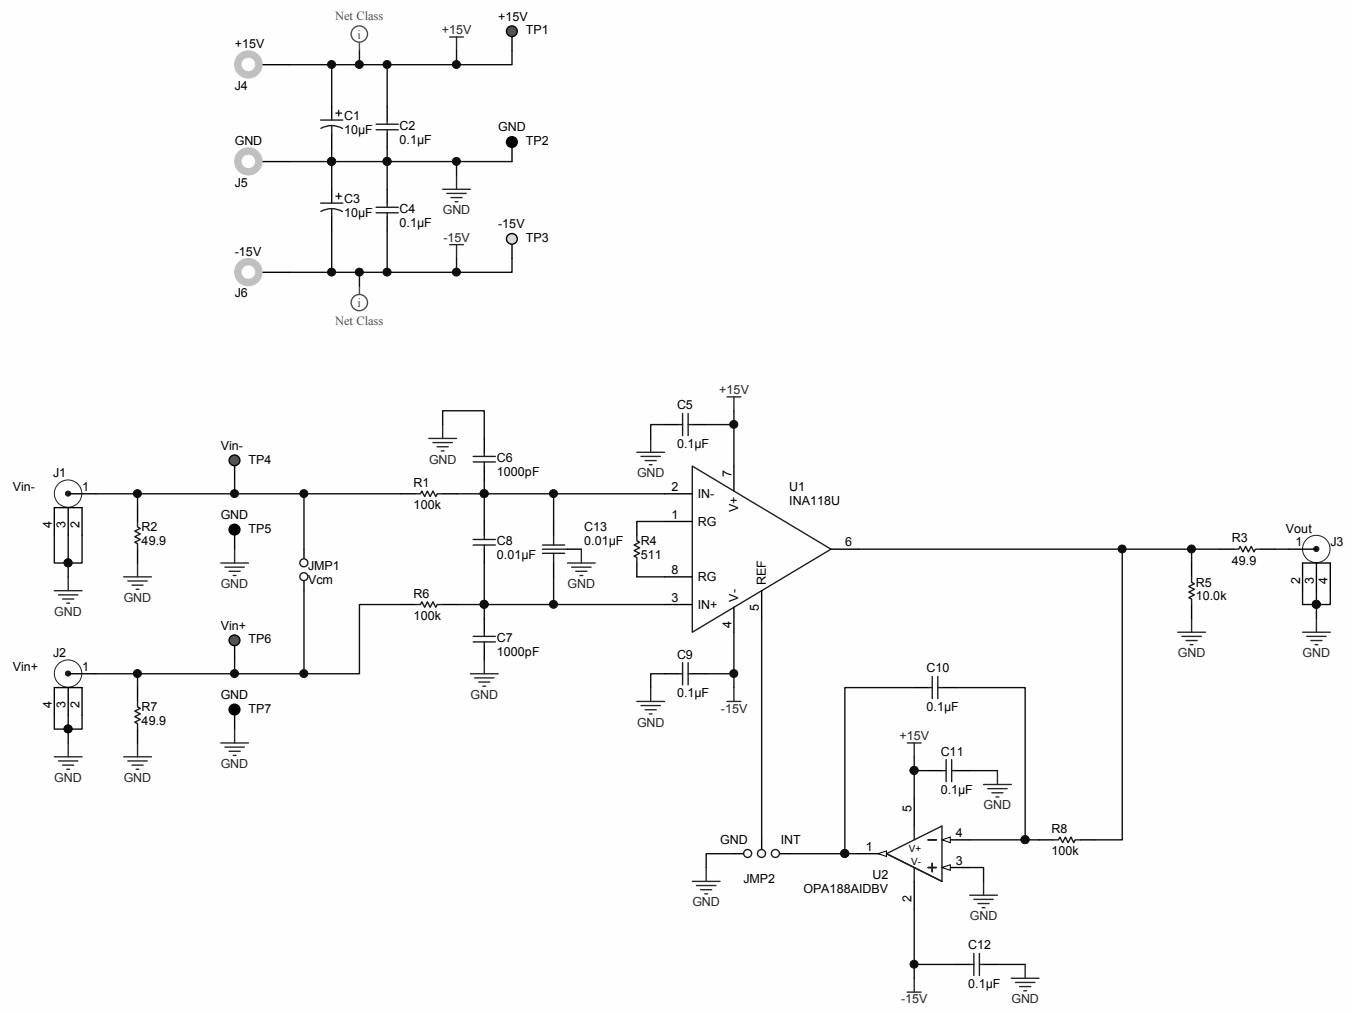 Net Class
i
+15V
TP1
+15V
+15V
J4
C1
10µF
C2
0.1µF
GND
TP2
GND
J5
GND
C3
10µF
C4
0.1µF
-15V
TP3
-15V
-15V
J6
i
Net Class
+15V
C5
0.1µF
GND
7
V+
U1
INA118U
GND
C6
1000pF
Vin-
TP4
J1
Vin-
1
4 3 2
GND
R2
49.9
GND
GND
TP5
GND
JMP1
Vcm
R1
100k
C8
0.01µF
C13
0.01µF
GND
2 IN-
1 RG
R4
511
8 RG
3 IN+
REF
5
V-
4
6
R3
49.9
Vout
1
J3
2 3 4
GND
R5
10.0k
GND
R6
100k
C7
1000pF
GND
C9
0.1µF
GND
-15V
Vin+
TP6
J2
Vin+
1
4 3 2
GND
R7
49.9
GND
GND
TP7
GND
C10
0.1µF
+15V
C11
0.1µF
GND
5
V+
V-
4
3
1
U2
OPA188AIDBV
2
R8
100k
GND
GND
INT
JMP2
GND
C12
0.1µF
GND
-15V